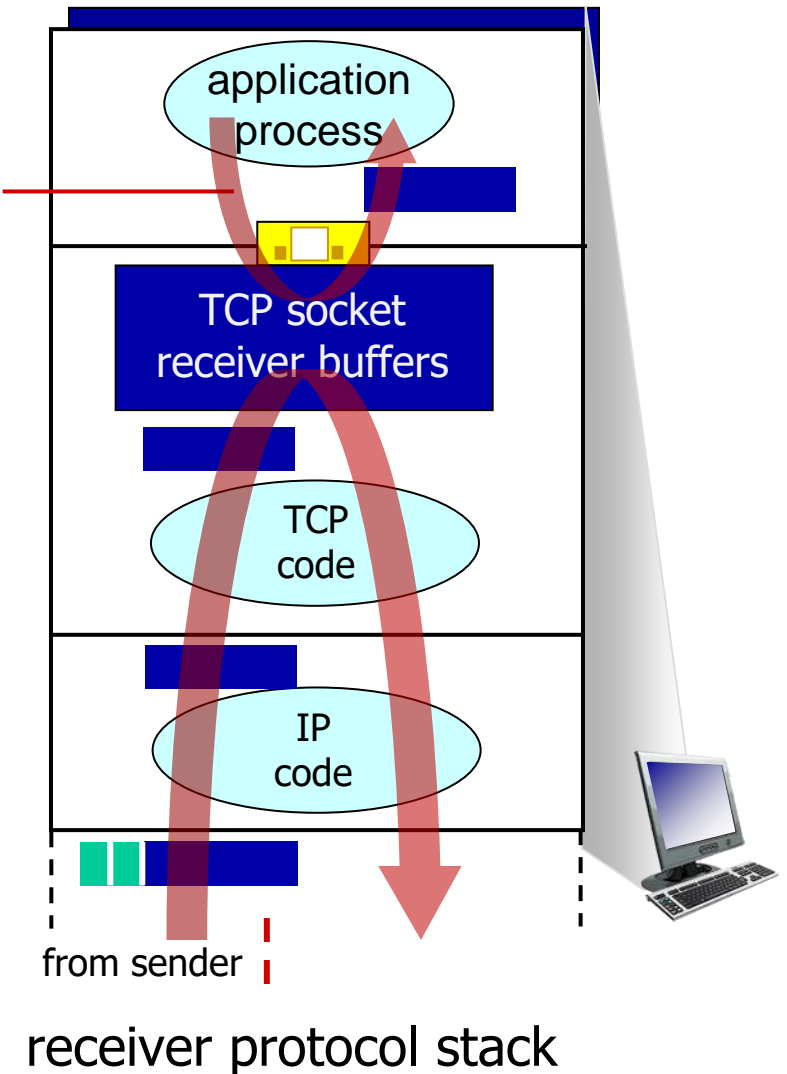 application
process
TCP socket
receiver buffers
TCP
code
IP
code
from sender
receiver protocol stack